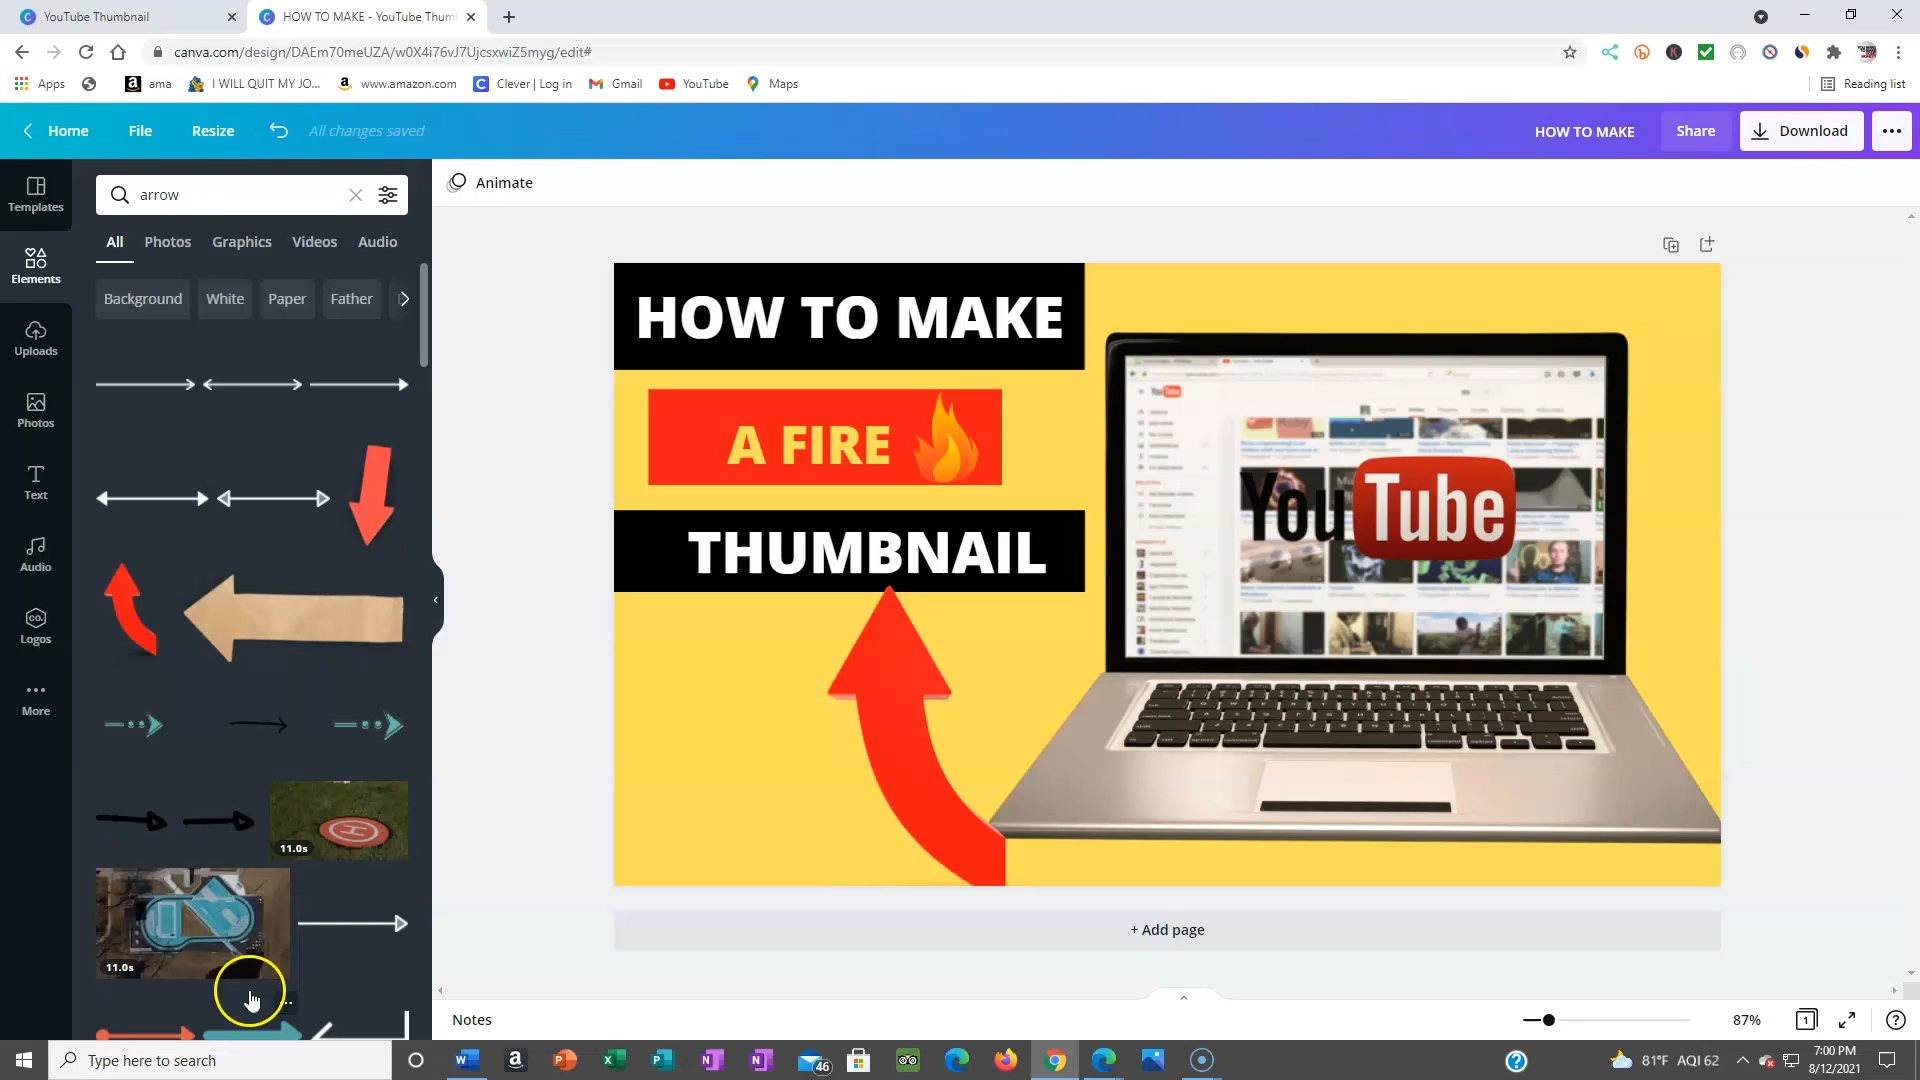 YouTube Thumbnail
HOW TO MAKE - YouTube Thum
canva.com/design/DAEm70meUZA/w0X4i76vJ7UjcsxwiZ5myg/edit#
Apps
ama
I WILL QUIT MY JO...
www.amazon.com
Clever | Log in
Gmail
YouTube
Maps
Reading list
Home
File
Resize
All changes saved
HOW TO MAKE
Share
Download
Templates
Elements
Uploads
Photos
Text
Audio
CO.
Logos
More
arrow
All
Photos
Graphics
Videos
Audio
Background
White
Paper
Father
H
11.0s
11.0s
Animate
HOW TO MAKE
A FIRE
THUMBNAIL
YouTube
+ Add page
Notes
87%
1
Type here to search
46
81°F AQI 62
7:00 PM
8/12/2021